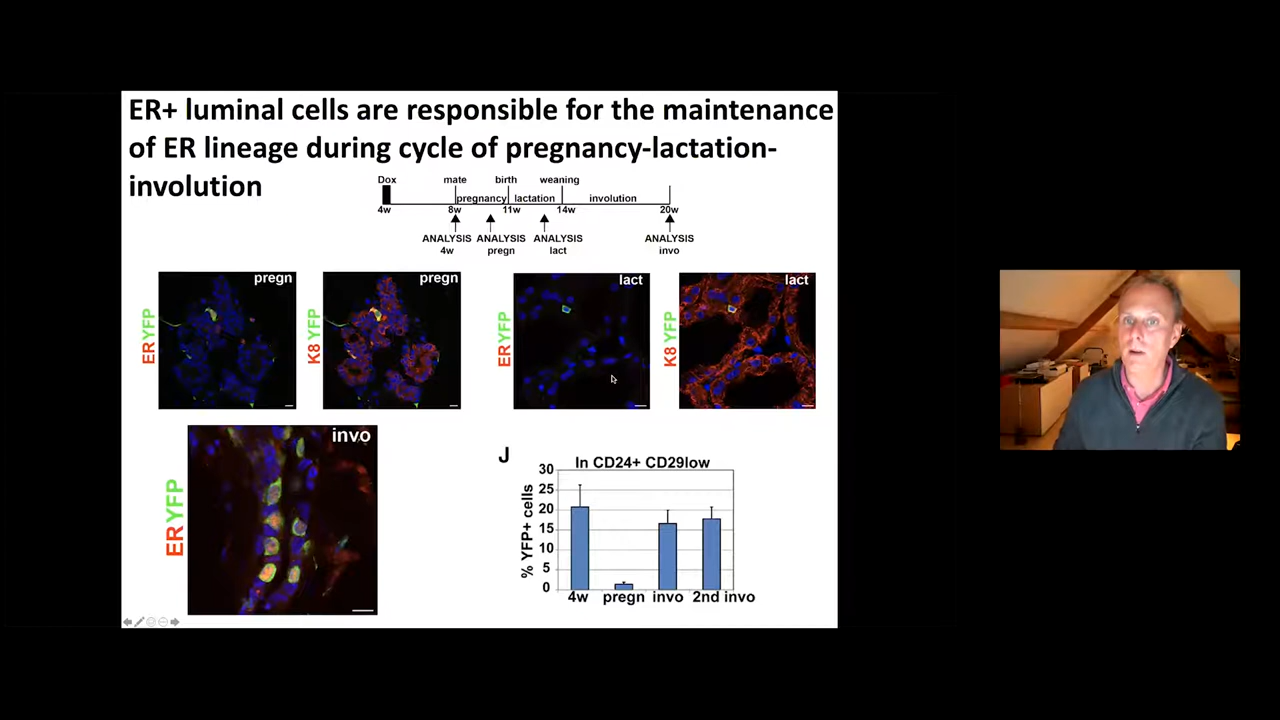 ER+ luminal cells are responsible for the maintenance
of ER lineage during cycle of pregnancy-lactation-
involution
Dox mate birth weaning
pregnancy lactation involution
4w 8w 11w 14w 20w
ANALYSIS ANALYSIS ANALYSIS ANALYSIS
4w pregn lact invo
ER YFP
pregn
K8 YFP
pregn
ER YFP
lact
K8 YFP
lact
ER YFP
invo
J
In CD24+ CD29low
% YFP+ cells
30
25
20
15
10
5
0
4w pregn invo 2nd invo